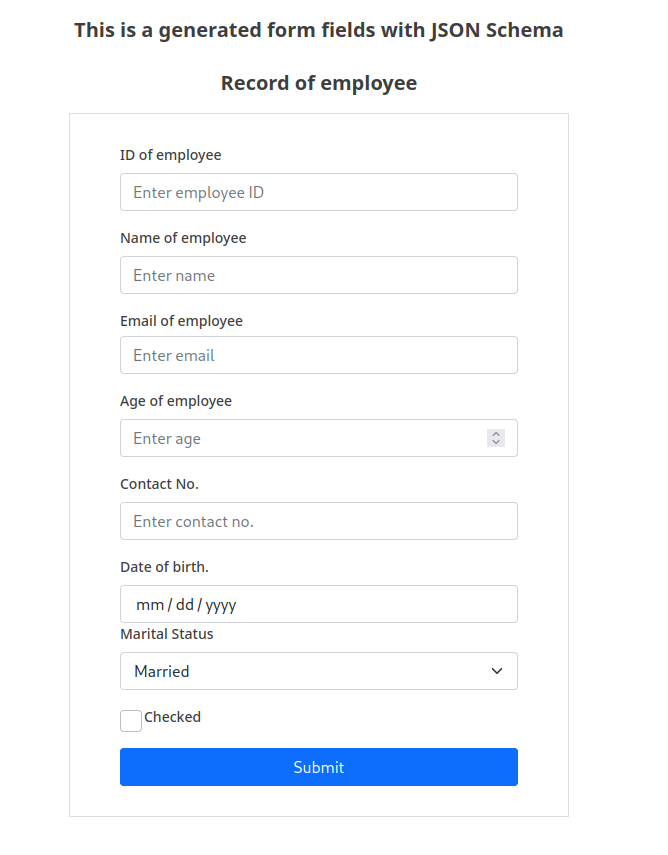 This is a generated form fields with JSON Schema
Record of employee
ID of employee
Enter employee ID
Name of employee
Enter name
Email of employee
Enter email
Age of employee
Enter age
Contact No.
Enter contact no.
Date of birth.
mm / dd / yyyy
Marital Status
Married
Checked
Submit